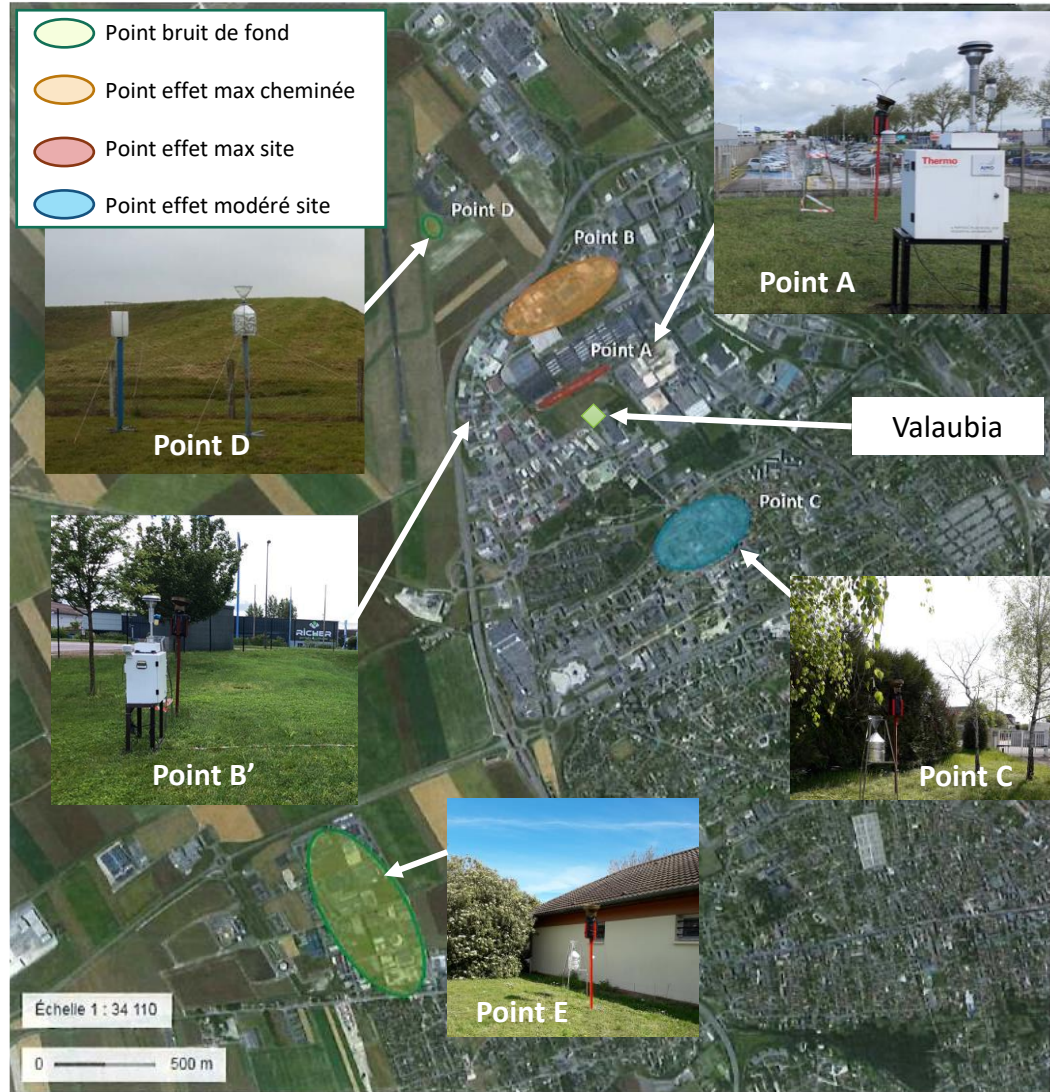 Point bruit de fond
Point effet max cheminée
Point effet max site
Point effet modéré site
Point D
Point B
Point A
Thermo
Point A
Point D
Valaubia
Point C
RICHER
Point B'
Point C
Point E
Échelle 1 : 34 110
0 500 m